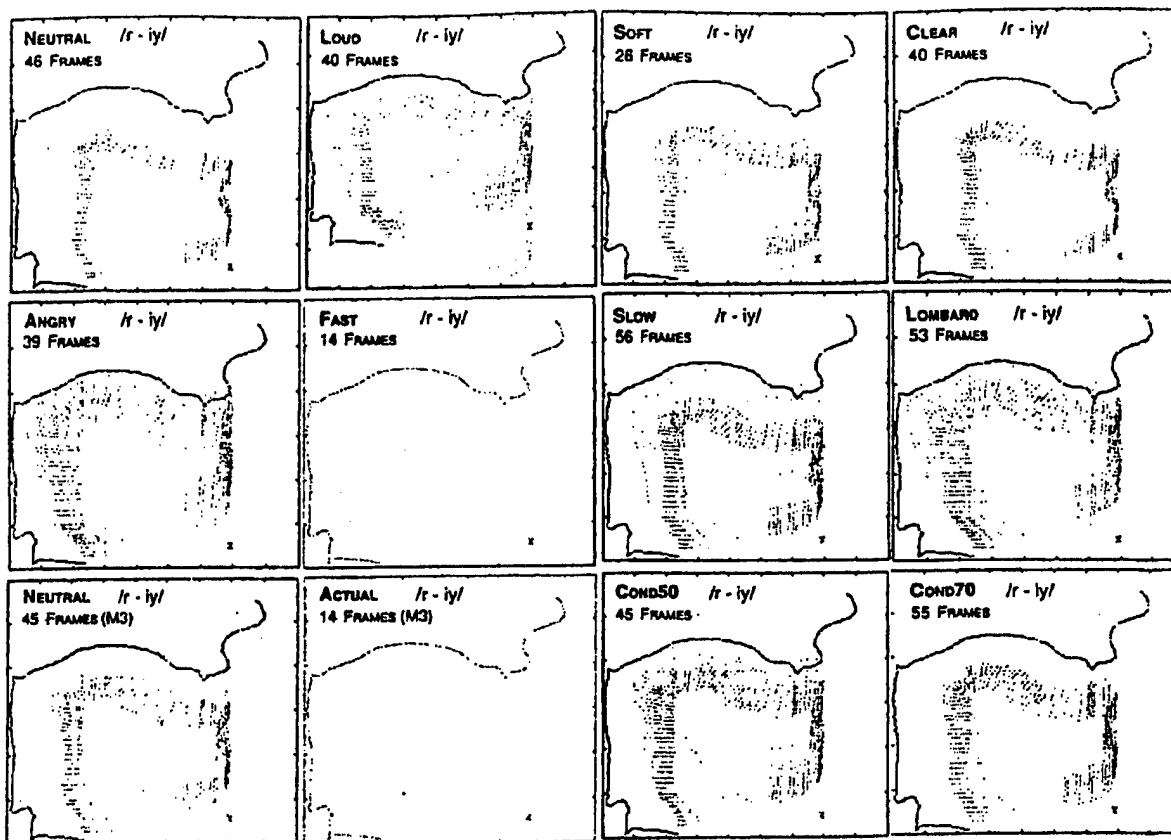 NEUTRAL /r - iy/
46 FRAMES
LOUD /r - iy/
40 FRAMES
SOFT /r - iy/
26 FRAMES
CLEAR /r - iy/
40 FRAMES
ANGRY /r - iy/
39 FRAMES
FAST /r - iy/
14 FRAMES
SLOW /r - iy/
56 FRAMES
LOMBARD /r - iy/
53 FRAMES
NEUTRAL /r - iy/
45 FRAMES (M3)
ACTUAL /r - iy/
14 FRAMES (M3)
COND50 /r - iy/
45 FRAMES
COND70 /r - iy/
55 FRAMES